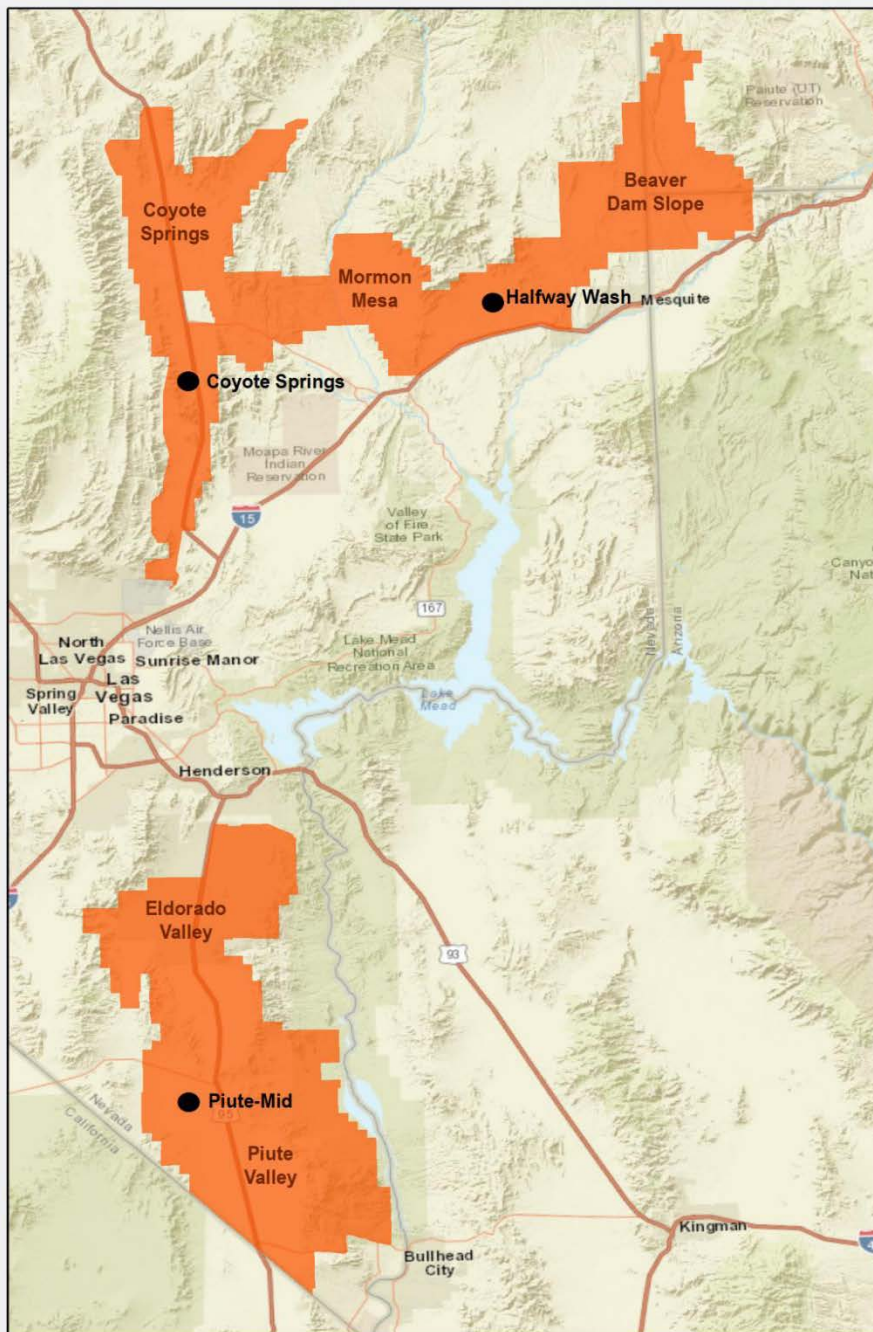 Paiute (UT)
Reservation
Beaver
Dam Slope
Coyote
Springs
Mormon
Mesa
Halfway Wash
Mesquite
Coyote Springs
Moapa River
Indian
Reservation
15
Valley
of Fire
State Park
167
Nevada
Arizona
North
Las Vegas
Nellis Air
Force Base
Sunrise Manor
Lake Mead
National
Recreation Area
Spring
Valley
Las
Vegas
Paradise
Lake
Mead
Henderson
Eldorado
Valley
93
Piute-Mid
95
Nevada
California
Piute
Valley
Kingman
Bullhead
City